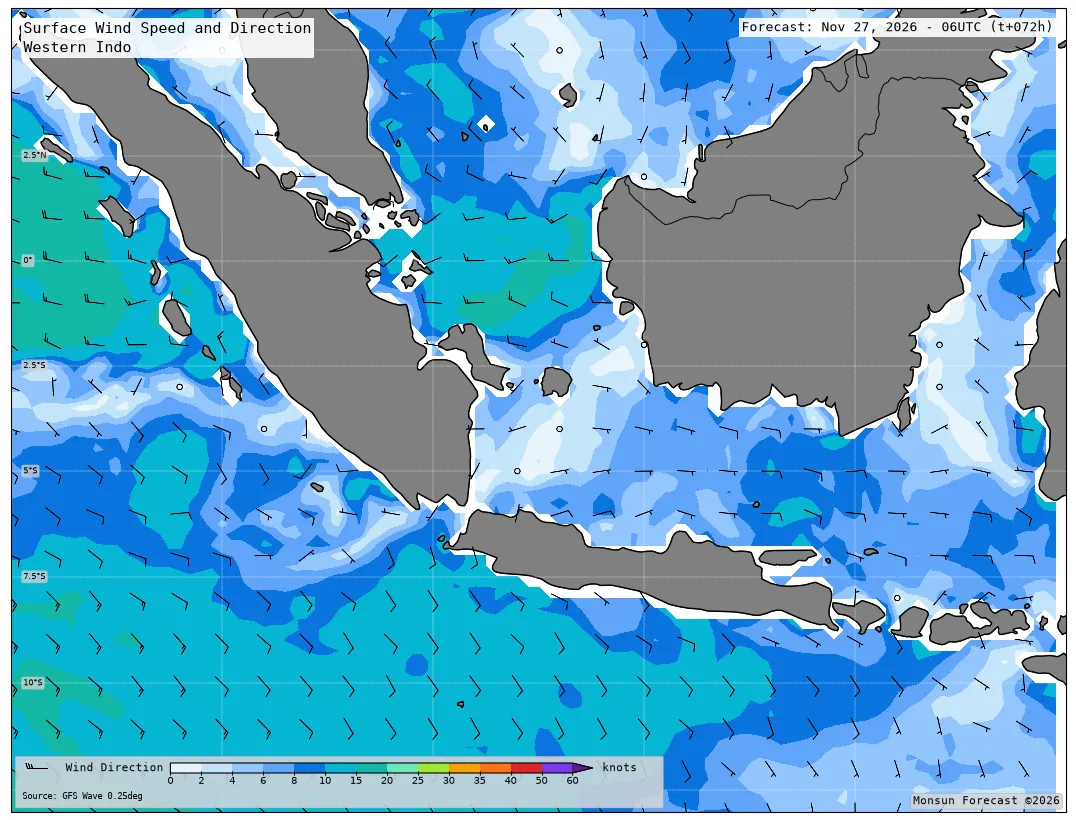 Surface Wind Speed and Direction
Western Indo
Forecast: Nov 27, 2026 - 06UTC (t+072h)
2.5°N
0°
2.5°S
5°S
7.5°S
10°S
Wind Direction
0 2 4 6 8 10 15 20 25 30 35 40 50 60
knots
Source: GFS Wave 0.25deg
Monsun Forecast ©2026